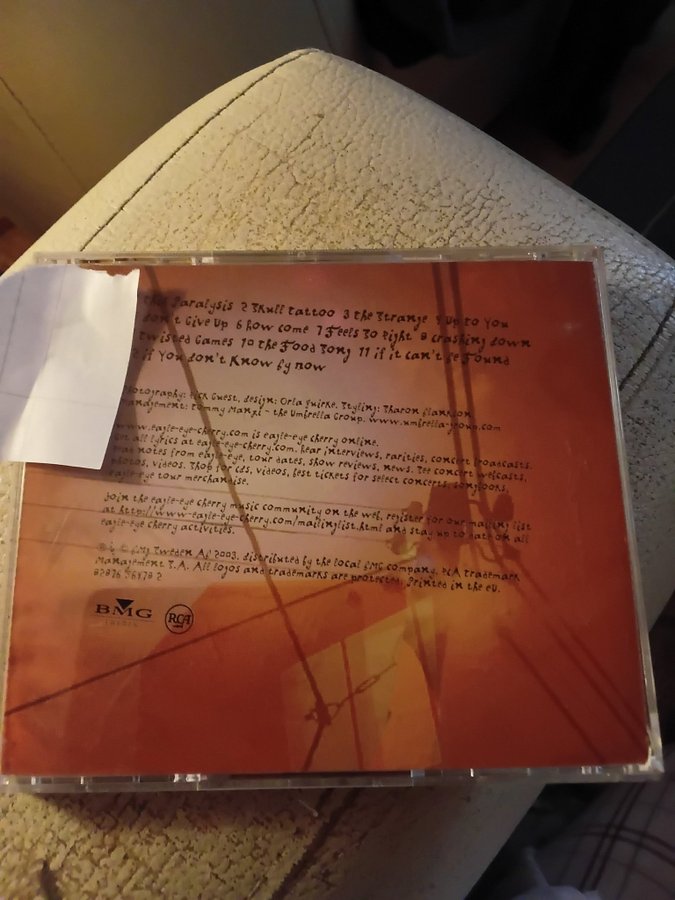 Paralysis 2 Skull tattoo 3 the Strange 4 Up to You
don't Give Up 6 how come 7 Feels So Right 8 crashing down
twisted Games 10 the Food Song 11 if it can't be Found
if You don't Know by now
Photography: Rick Guest. design: Orla Quirke. Styling: Sharon
Management: Tommy Manzi - the Umbrella Group. www.umbrella-group.com
www.eagle-eye-cherry.com is eagle-eye cherry online.
Get all lyrics at eagle-eye-cherry.com. hear interviews, rarities, concert broadcasts.
read notes from eagle-eye, tour dates, show reviews, news. See concert webcasts,
photos, videos. Shop for cds, videos, best tickets for select concerts, songbooks,
eagle-eye tour merchandise.
Join the eagle-eye cherry music community on the web, register for our mailing list
at http://www.eagle-eye-cherry.com/mailinglist.html and stay up to date on all
eagle-eye cherry activities.
℗ & © BMG Sweden AB 2003. distributed by the local BMG company. RCA trademark
Management S.A. All logos and trademarks are protected. Printed in the EU.
BMG RCA
SWEDEN